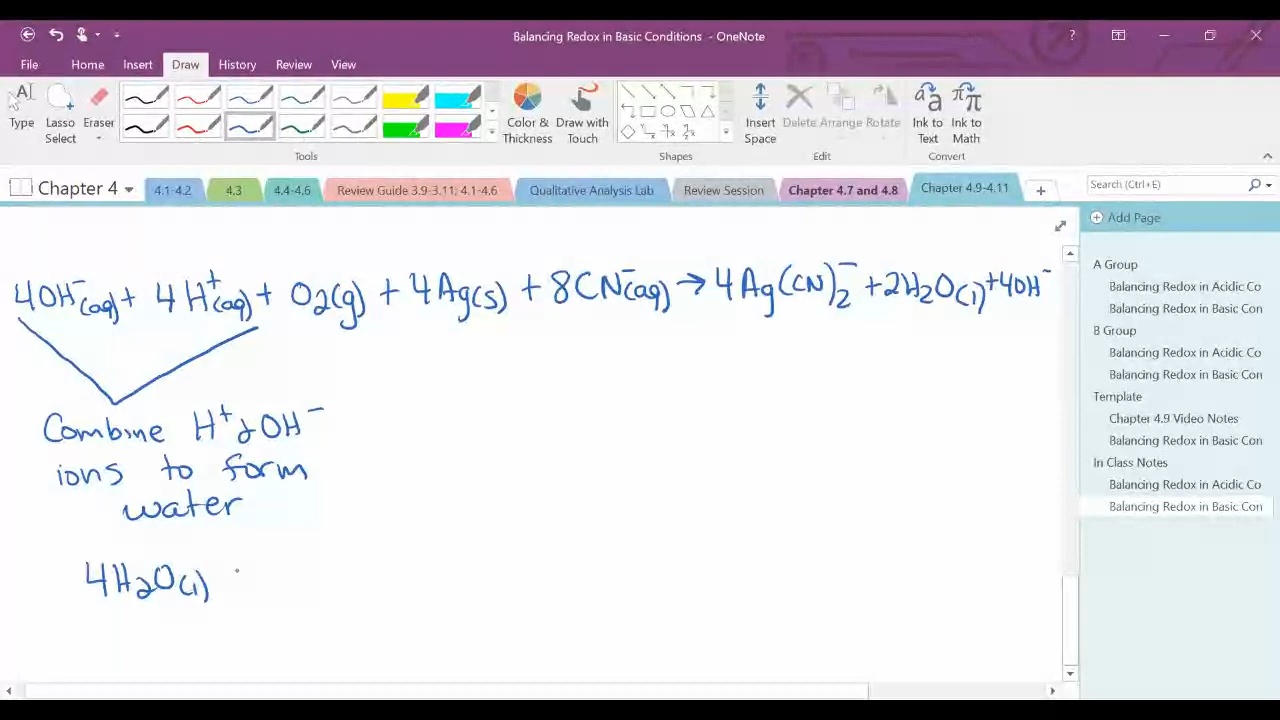 Balancing Redox in Basic Conditions - OneNote
?
File Home Insert Draw History Review View
Type
Lasso Select
Eraser
Color & Thickness
Draw with Touch
Insert Space
Delete Arrange Rotate
Ink to Text
Ink to Math
Tools Shapes Edit Convert
Chapter 4
4.1-4.2 4.3 4.4-4.6 Review Guide 3.9-3.11; 4.1-4.6 Qualitative Analysis Lab Review Session Chapter 4.7 and 4.8 Chapter 4.9-4.11
Search (Ctrl+E)
4OH⁻(aq) + 4H⁺(aq) + O₂(g) + 4Ag(s) + 8CN⁻(aq) → 4Ag(CN)₂⁻ + 2H₂O(l) + 4OH⁻
Combine H⁺ & OH⁻
ions to form
water
4H₂O(l)
Add Page
A Group
Balancing Redox in Acidic Co
Balancing Redox in Basic Con
B Group
Balancing Redox in Acidic Co
Balancing Redox in Basic Con
Template
Chapter 4.9 Video Notes
Balancing Redox in Basic Con
In Class Notes
Balancing Redox in Acidic Co
Balancing Redox in Basic Con